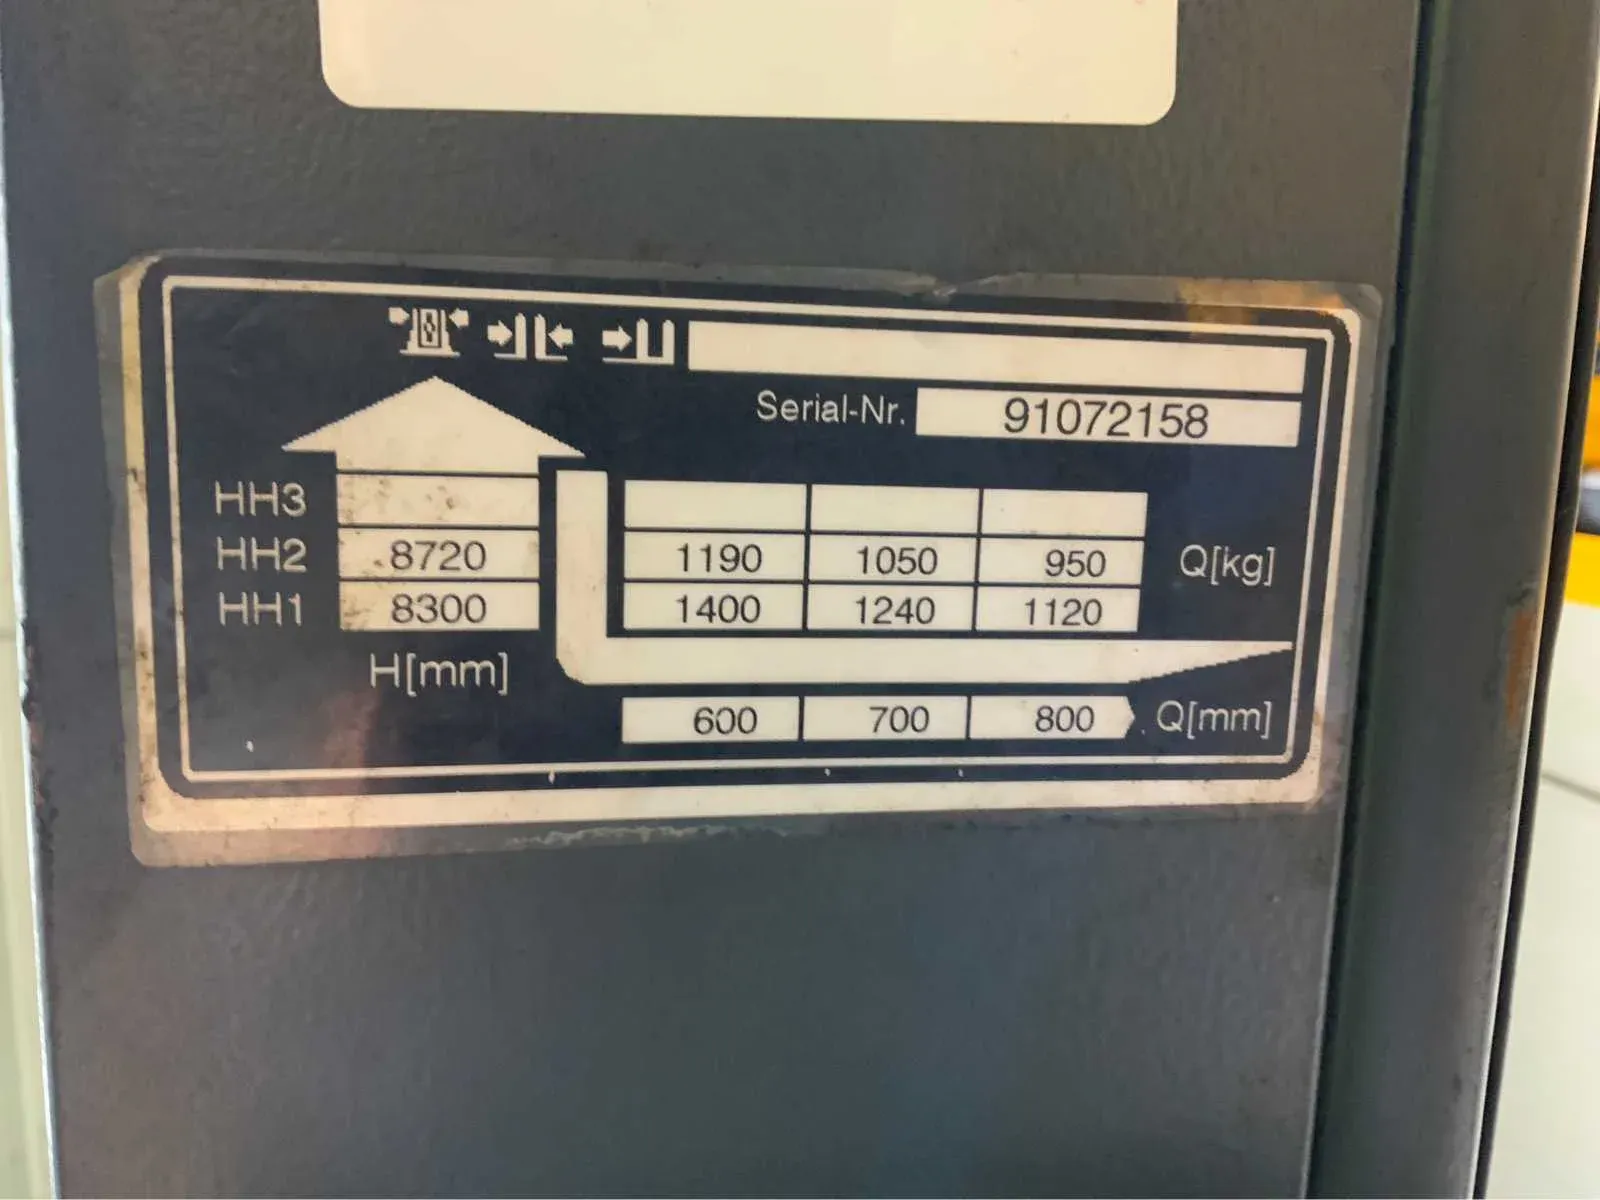 Serial-Nr. 91072158
HH3
HH2 8720 1190 1050 950 Q[kg]
HH1 8300 1400 1240 1120
H[mm]
600 700 800 Q[mm]